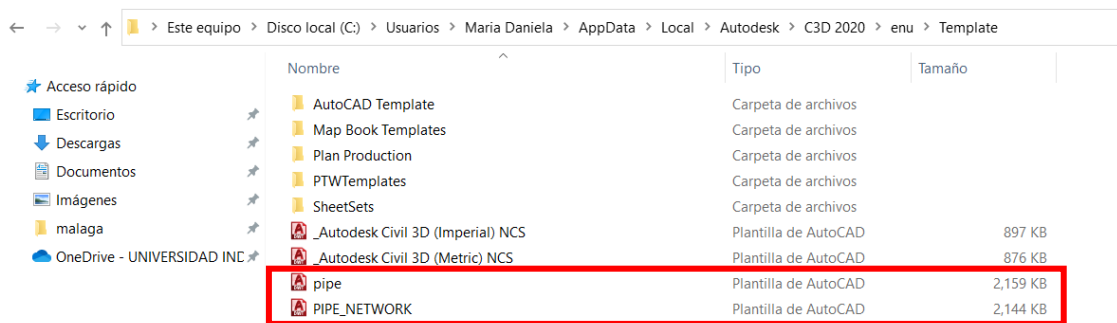 Este equipo > Disco local (C:) > Usuarios > Maria Daniela > AppData > Local > Autodesk > C3D 2020 > enu > Template
Nombre Tipo Tamaño
Acceso rápido
Escritorio
Descargas
Documentos
Imágenes
malaga
OneDrive - UNIVERSIDAD IND
AutoCAD Template Carpeta de archivos
Map Book Templates Carpeta de archivos
Plan Production Carpeta de archivos
PTWTemplates Carpeta de archivos
SheetSets Carpeta de archivos
_Autodesk Civil 3D (Imperial) NCS Plantilla de AutoCAD 897 KB
_Autodesk Civil 3D (Metric) NCS Plantilla de AutoCAD 876 KB
pipe Plantilla de AutoCAD 2,159 KB
PIPE_NETWORK Plantilla de AutoCAD 2,144 KB